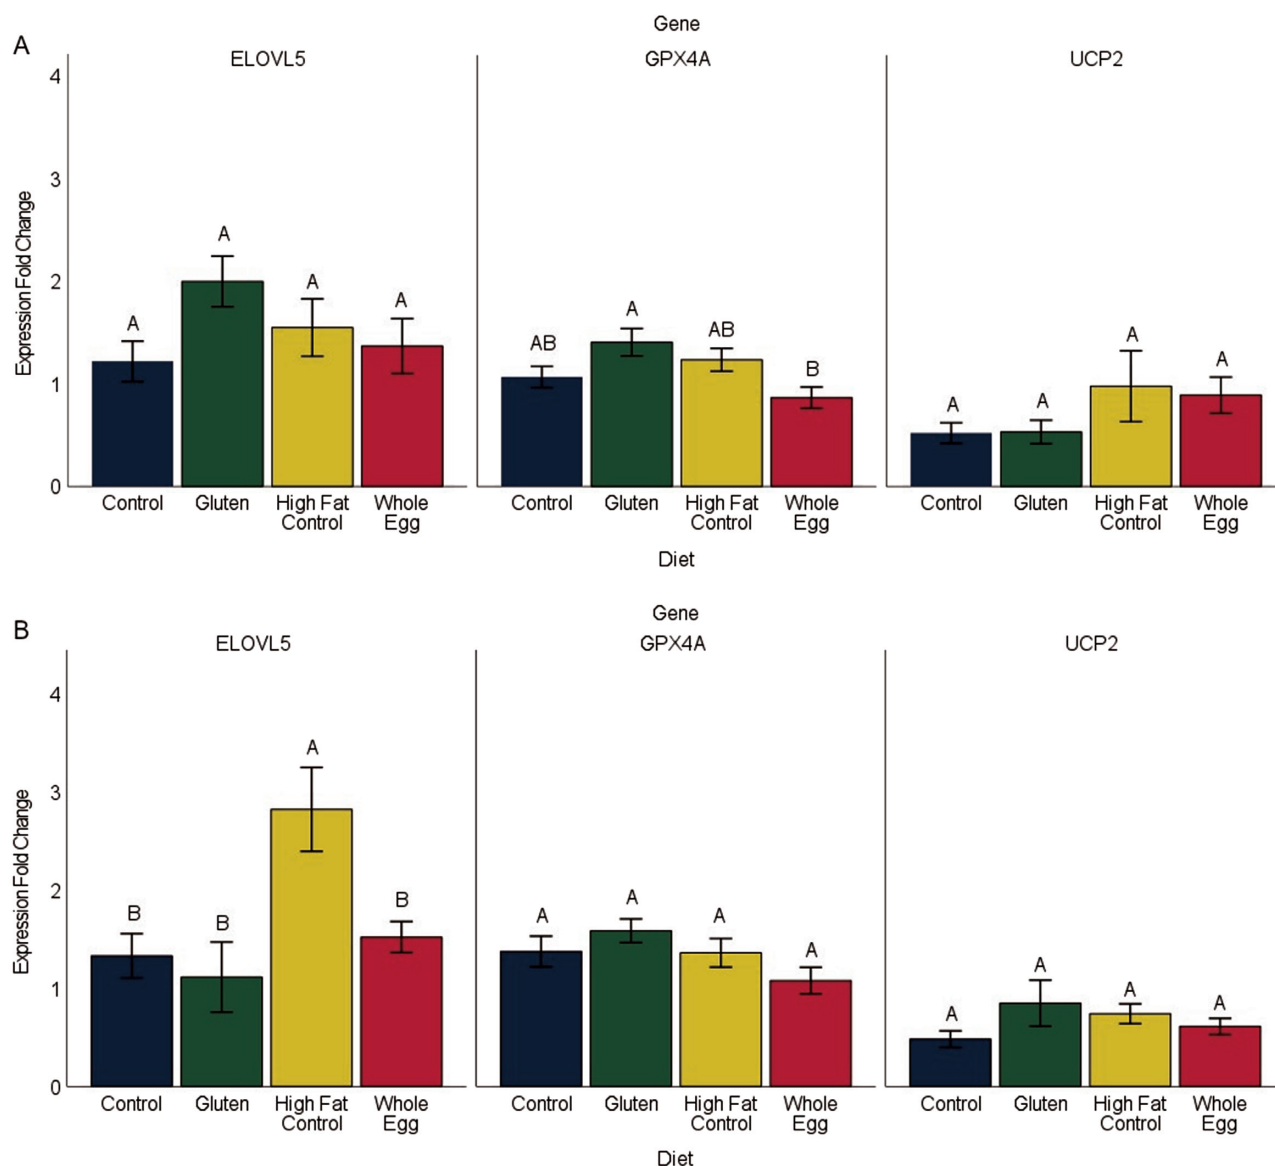 A
Gene
ELOVL5 GPX4A UCP2
Expression Fold Change
4
3
2
1
0
A A A A
AB A AB B
A A A A
Control Gluten High Fat Control Whole Egg
Control Gluten High Fat Control Whole Egg
Control Gluten High Fat Control Whole Egg
Diet
B
Gene
ELOVL5 GPX4A UCP2
Expression Fold Change
4
3
2
1
0
B B A B
A A A A
A A A A
Control Gluten High Fat Control Whole Egg
Control Gluten High Fat Control Whole Egg
Control Gluten High Fat Control Whole Egg
Diet